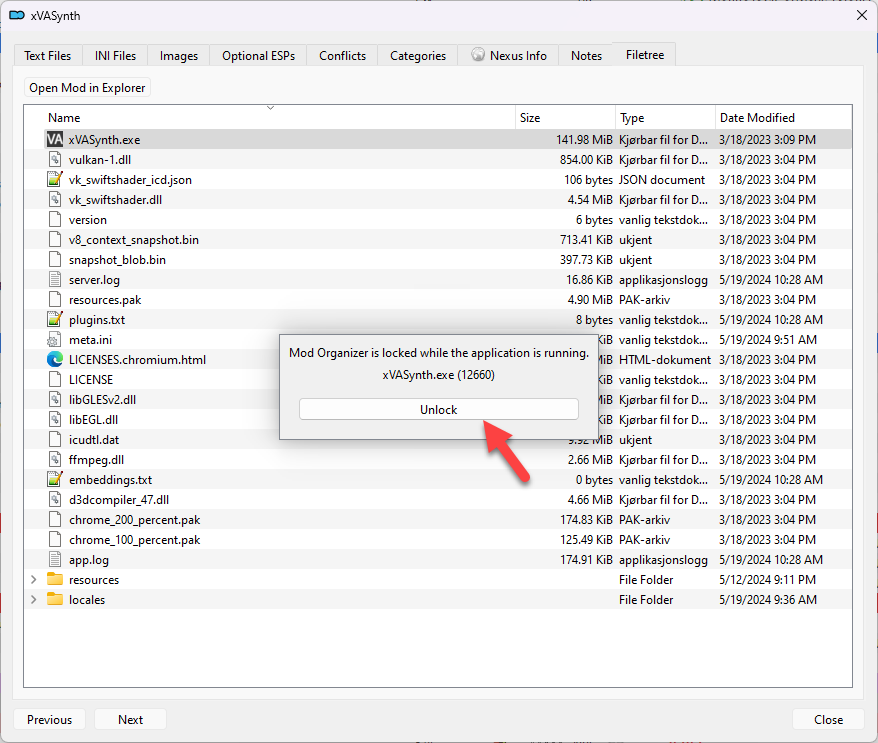 xVASynth
Text Files INI Files Images Optional ESPs Conflicts Categories Nexus Info Notes Filetree
Open Mod in Explorer
Name Size Type Date Modified
VA xVASynth.exe 141.98 MiB Kjørbar fil for D... 3/18/2023 3:09 PM
vulkan-1.dll 854.00 KiB Kjørbar fil for D... 3/18/2023 3:04 PM
vk_swiftshader_icd.json 106 bytes JSON document 3/18/2023 3:04 PM
vk_swiftshader.dll 4.54 MiB Kjørbar fil for D... 3/18/2023 3:04 PM
version 6 bytes vanlig tekstdok... 3/18/2023 3:04 PM
v8_context_snapshot.bin 713.41 KiB ukjent 3/18/2023 3:04 PM
snapshot_blob.bin 397.73 KiB ukjent 3/18/2023 3:04 PM
server.log 16.86 KiB applikasjonslogg 5/19/2024 10:28 AM
resources.pak 4.90 MiB PAK-arkiv 3/18/2023 3:04 PM
plugins.txt 8 bytes vanlig tekstdok... 5/19/2024 10:28 AM
meta.ini vanlig tekstdok... 5/19/2024 9:51 AM
LICENSES.chromium.html MiB HTML-dokument 3/18/2023 3:04 PM
LICENSE vanlig tekstdok... 3/18/2023 3:04 PM
libGLESv2.dll MiB Kjørbar fil for D... 3/18/2023 3:04 PM
libEGL.dll KiB Kjørbar fil for D... 3/18/2023 3:04 PM
icudtl.dat 9.92 MiB ukjent 3/18/2023 3:04 PM
ffmpeg.dll 2.66 MiB Kjørbar fil for D... 3/18/2023 3:04 PM
embeddings.txt 0 bytes vanlig tekstdok... 5/19/2024 10:28 AM
d3dcompiler_47.dll 4.66 MiB Kjørbar fil for D... 3/18/2023 3:04 PM
chrome_200_percent.pak 174.83 KiB PAK-arkiv 3/18/2023 3:04 PM
chrome_100_percent.pak 125.49 KiB PAK-arkiv 3/18/2023 3:04 PM
app.log 174.91 KiB applikasjonslogg 5/19/2024 10:28 AM
resources File Folder 5/12/2024 9:11 PM
locales File Folder 5/19/2024 9:36 AM
Mod Organizer is locked while the application is running.
xVASynth.exe (12660)
Unlock
Previous Next Close